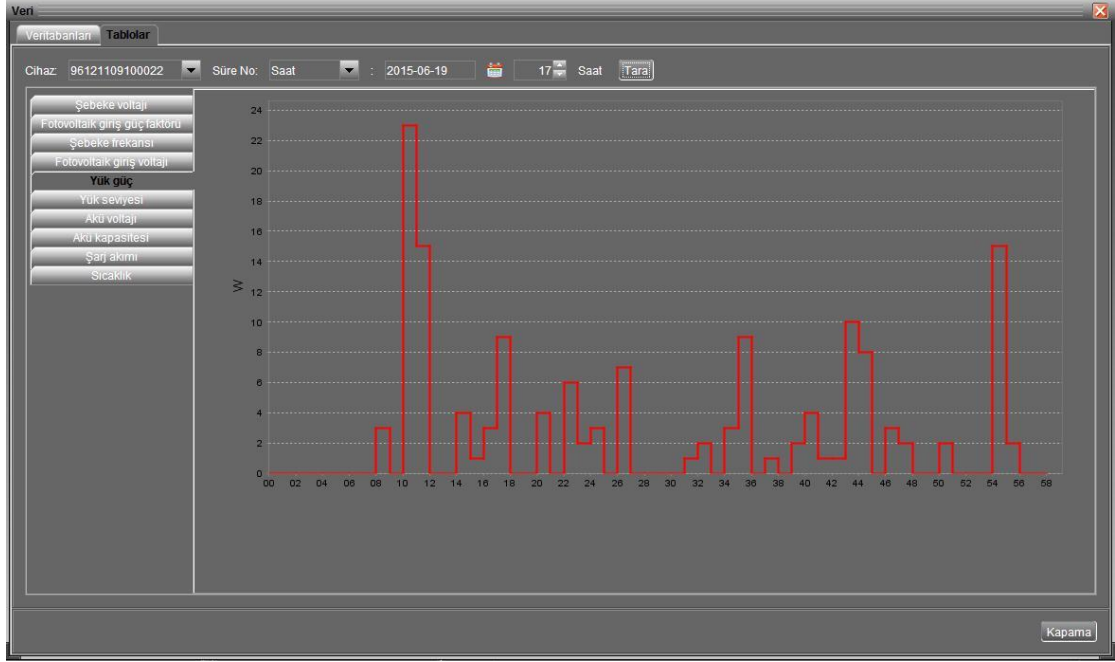 Veri
Veritabanları Tablolar
Cihaz: 96121109100022 Süre No: Saat : 2015-06-19 17 Saat Tara
Şebeke voltajı
Fotovoltaik giriş güç faktörü
Şebeke frekansı
Fotovoltaik giriş voltajı
Yük güç
Yük seviyesi
Akü voltajı
Akü kapasitesi
Şarj akımı
Sıcaklık
24
22
20
18
16
14
W
12
10
8
6
4
2
0
00 02 04 06 08 10 12 14 16 18 20 22 24 26 28 30 32 34 36 38 40 42 44 46 48 50 52 54 56 58
Kapama